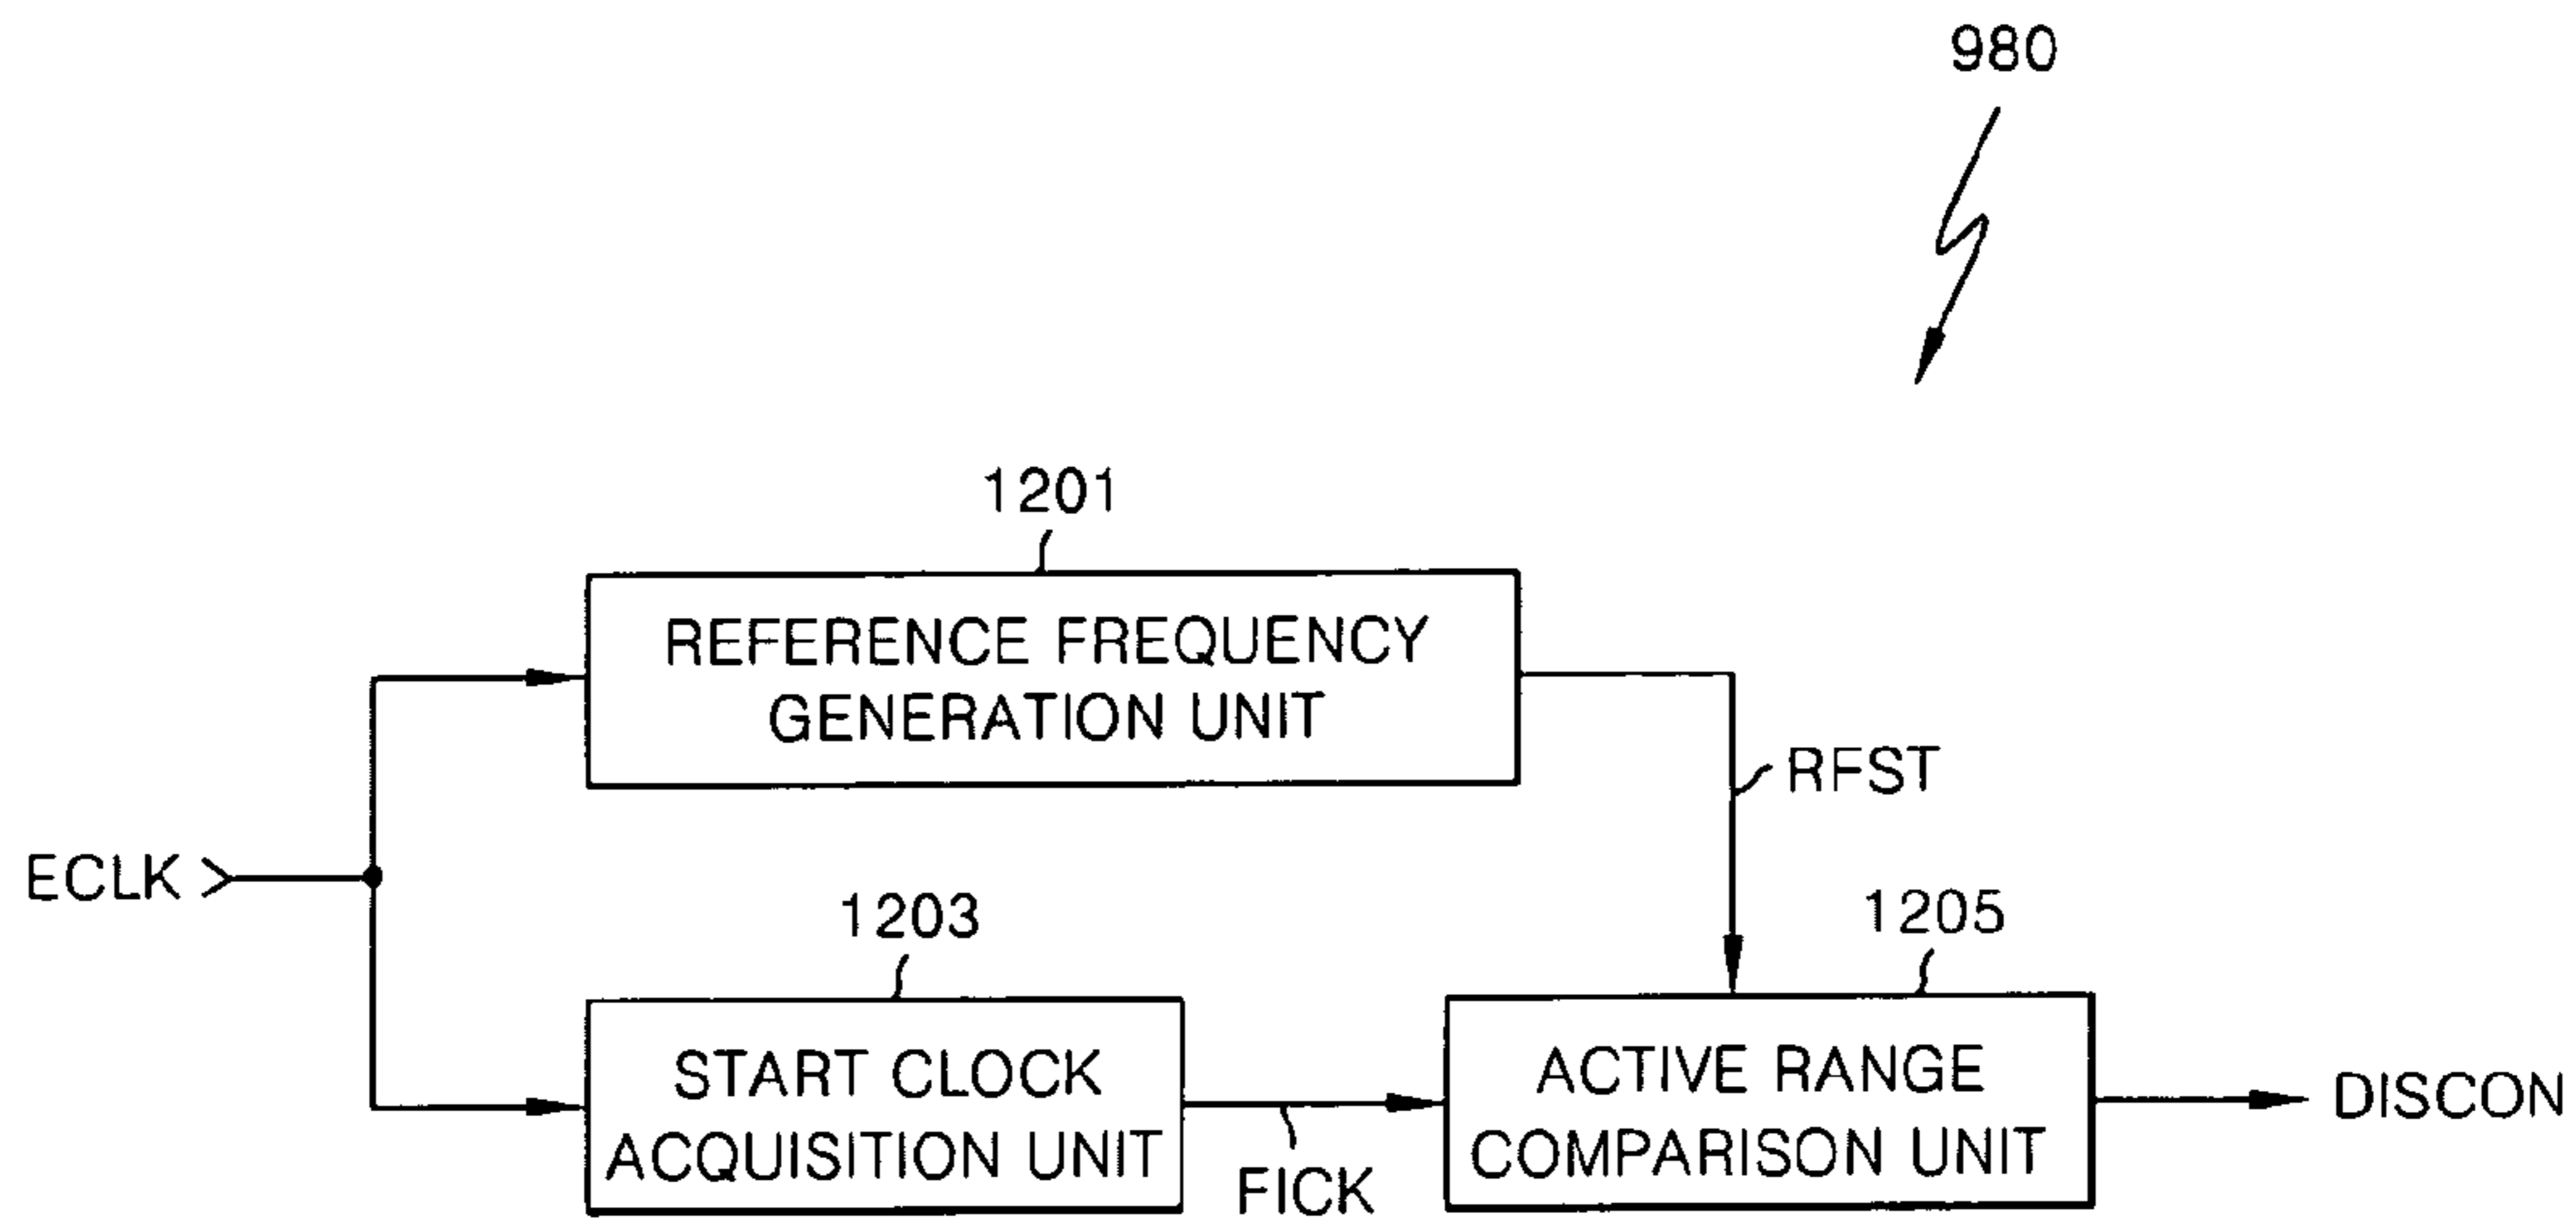 980
1201
REFERENCE FREQUENCY
GENERATION UNIT
RFST
ECLK
1203
1205
START CLOCK
ACQUISITION UNIT
FICK
ACTIVE RANGE
COMPARISON UNIT
DISCON